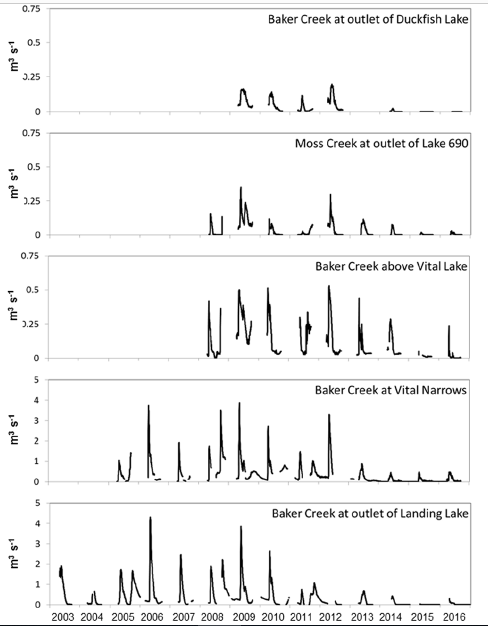 0.75
Baker Creek at outlet of Duckfish Lake
0.5
m³ s⁻¹
0.25
0
0.75
Moss Creek at outlet of Lake 690
0.5
m³ s⁻¹
0.25
0
0.75
Baker Creek above Vital Lake
0.5
m³ s⁻¹
0.25
0
5
Baker Creek at Vital Narrows
4
3
m³ s⁻¹
2
1
0
5
Baker Creek at outlet of Landing Lake
4
3
m³ s⁻¹
2
1
0
2003 2004 2005 2006 2007 2008 2009 2010 2011 2012 2013 2014 2015 2016